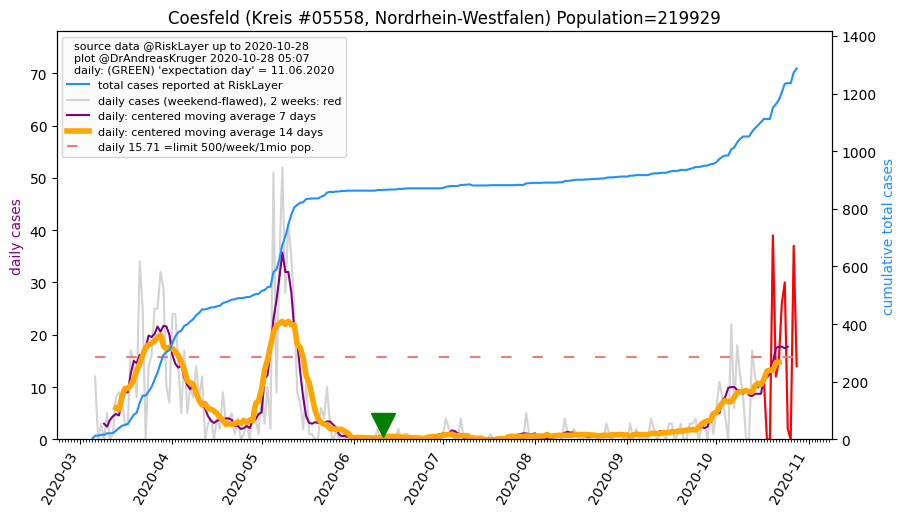 Coesfeld (Kreis #05558, Nordrhein-Westfalen) Population=219929
source data @RiskLayer up to 2020-10-28
plot @DrAndreasKruger 2020-10-28 05:07
daily: (GREEN) 'expectation day' = 11.06.2020
total cases reported at RiskLayer
daily cases (weekend-flawed), 2 weeks: red
daily: centered moving average 7 days
daily: centered moving average 14 days
daily 15.71 =limit 500/week/1mio pop.
daily cases
70
60
50
40
30
20
10
0
cumulative total cases
1400
1200
1000
800
600
400
200
0
2020-03
2020-04
2020-05
2020-06
2020-07
2020-08
2020-09
2020-10
2020-11